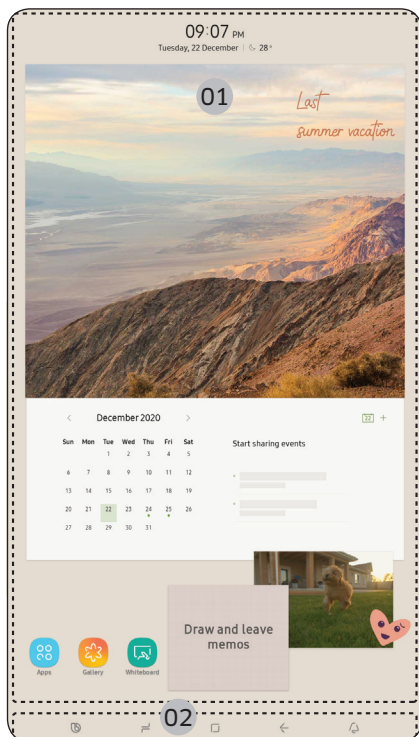 09:07 PM
Tuesday, 22 December 28°
01
Last
summer vacation
December 2020
22
Sun Mon Tue Wed Thu Fri Sat
1 2 3 4 5
6 7 8 9 10 11 12
13 14 15 16 17 18 19
20 21 22 23 24 25 26
27 28 29 30 31
Start sharing events
Draw and leave
memos
Apps Gallery Whiteboard
02